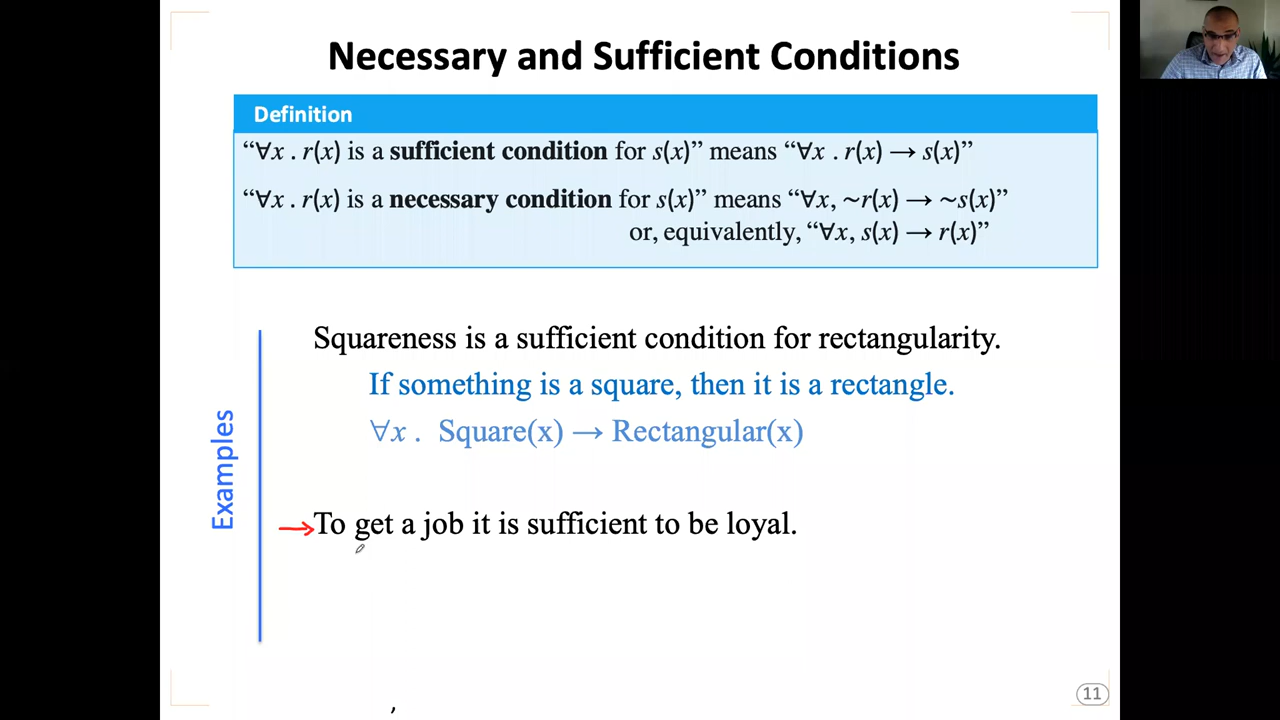 Necessary and Sufficient Conditions
Definition
“∀x . r(x) is a sufficient condition for s(x)” means “∀x . r(x) → s(x)”
“∀x . r(x) is a necessary condition for s(x)” means “∀x, ~r(x) → ~s(x)”
or, equivalently, “∀x, s(x) → r(x)”
Examples
Squareness is a sufficient condition for rectangularity.
If something is a square, then it is a rectangle.
∀x . Square(x) → Rectangular(x)
→To get a job it is sufficient to be loyal.
,
11